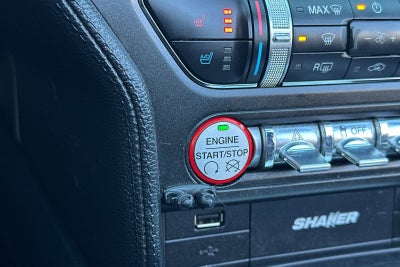 MAX
A/C
R
OFF
ENGINE
START/STOP
SHAKER